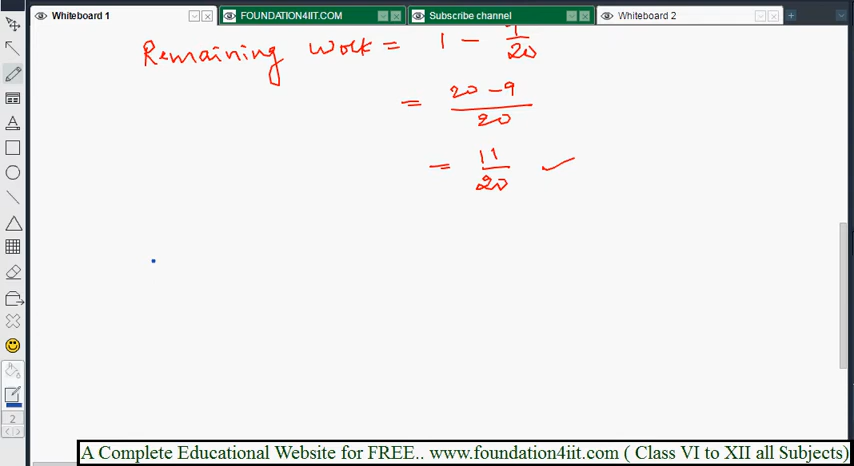 Whiteboard 1 FOUNDATION4IIT.COM Subscribe channel Whiteboard 2
Remaining work = 1 - 9/20
= 20-9/20
= 11/20 ✓
2
A Complete Educational Website for FREE.. www.foundation4iit.com ( Class VI to XII all Subjects)